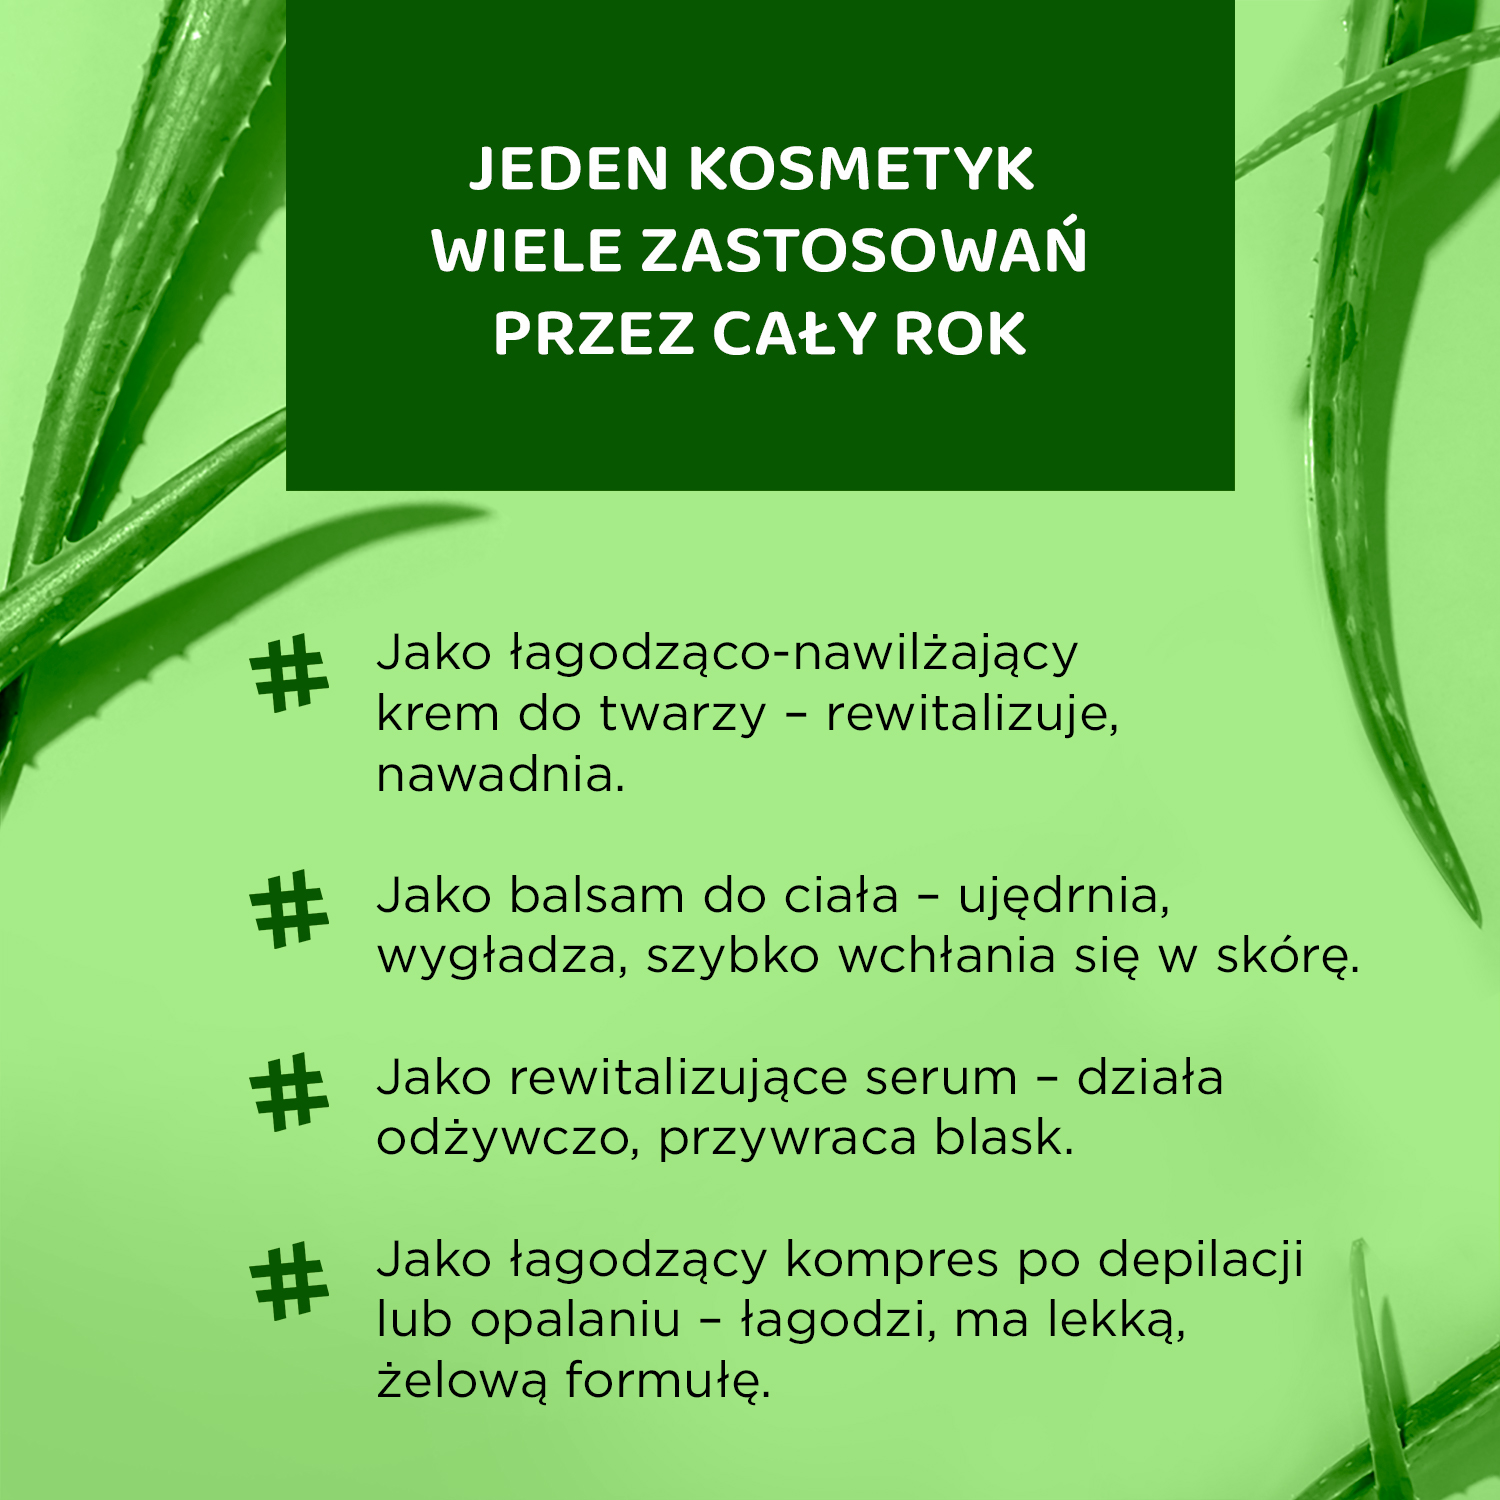 JEDEN KOSMETYK
WIELE ZASTOSOWAŃ
PRZEZ CAŁY ROK
# Jako łagodząco-nawilżający
krem do twarzy – rewitalizuje,
nawadnia.
# Jako balsam do ciała – ujędrnia,
wygładza, szybko wchłania się w skórę.
# Jako rewitalizujące serum – działa
odżywczo, przywraca blask.
# Jako łagodzący kompres po depilacji
lub opalaniu – łagodzi, ma lekką,
żelową formułę.